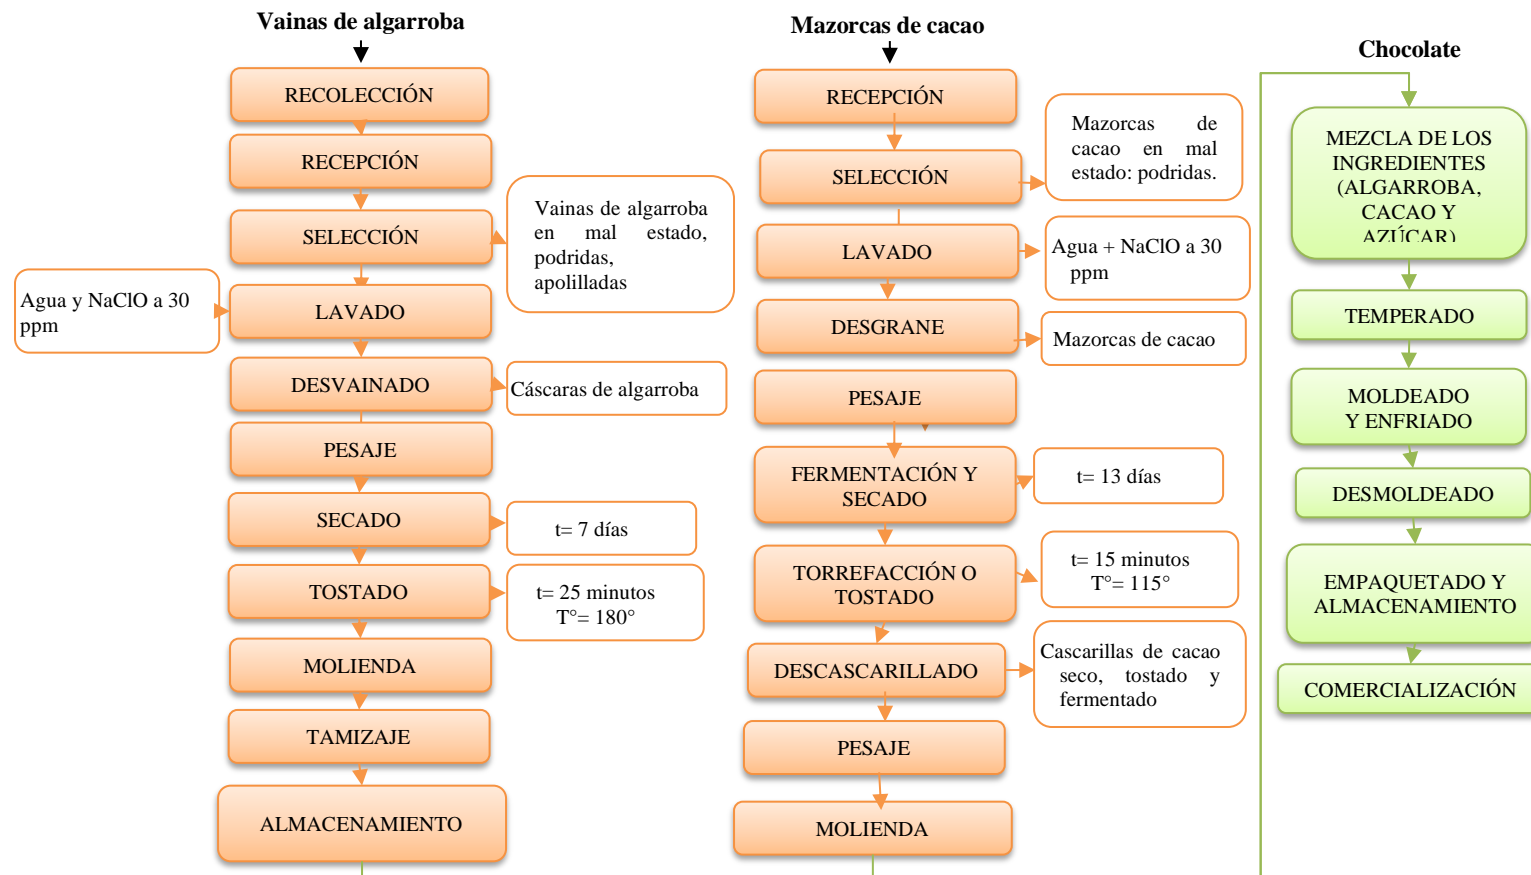 Vainas de algarroba
RECOLECCIÓN
RECEPCIÓN
SELECCIÓN
Vainas de algarroba
en mal estado,
podridas,
apolilladas
Agua y NaClO a 30
ppm
LAVADO
DESVAINADO
Cáscaras de algarroba
PESAJE
SECADO
t= 7 días
TOSTADO
t= 25 minutos
T°= 180°
MOLIENDA
TAMIZAJE
ALMACENAMIENTO
Mazorcas de cacao
RECEPCIÓN
Mazorcas de
cacao en mal
estado: podridas.
SELECCIÓN
LAVADO
Agua + NaClO a 30
ppm
DESGRANE
Mazorcas de cacao
PESAJE
FERMENTACIÓN Y
SECADO
t= 13 días
TORREFACCIÓN O
TOSTADO
t= 15 minutos
T°= 115°
DESCASCARILLADO
Cascarillas de cacao
seco, tostado y
fermentado
PESAJE
MOLIENDA
Chocolate
MEZCLA DE LOS
INGREDIENTES
(ALGARROBA,
CACAO Y
AZÚCAR)
TEMPERADO
MOLDEADO
Y ENFRIADO
DESMOLDEADO
EMPAQUETADO Y
ALMACENAMIENTO
COMERCIALIZACIÓN